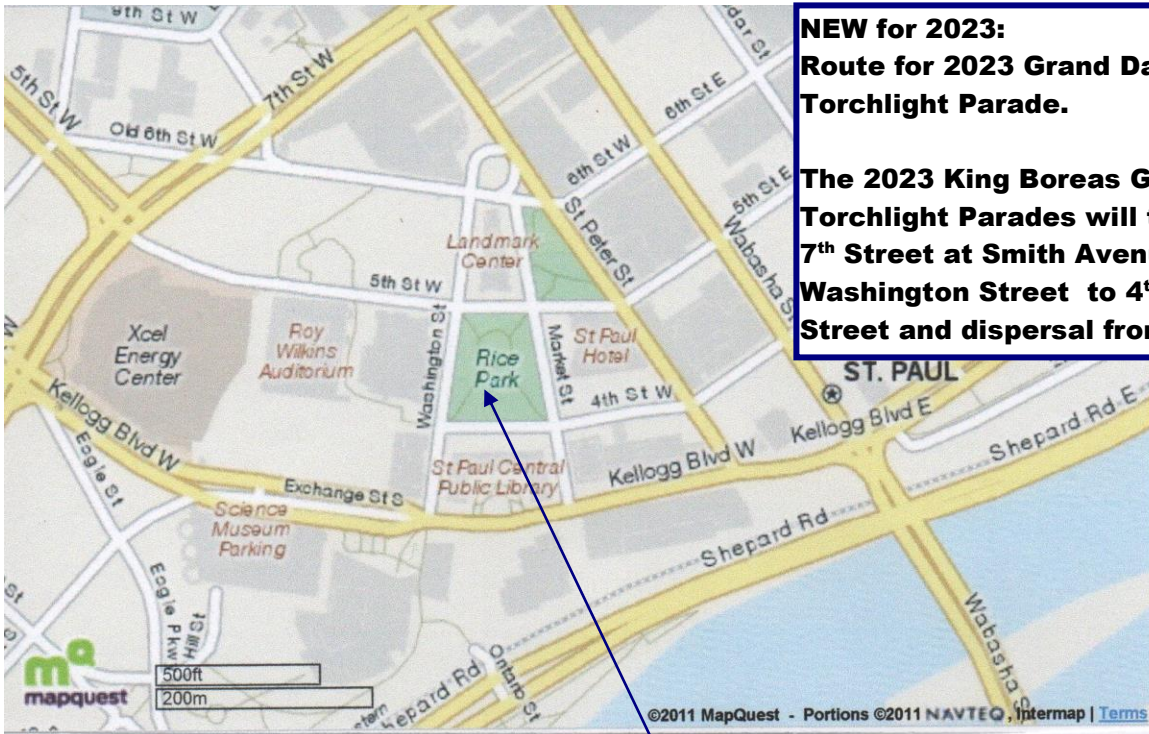 NEW for 2023:
Route for 2023 Grand Da
Torchlight Parade.
The 2023 King Boreas G
Torchlight Parades will
7th Street at Smith Aven
Washington Street to 4t
Street and dispersal fro
9th St W
5th St W
7th St W
Old 6th St W
6th St E
6th St W
5th St E
St Peter St
Wabasha St
Landmark
Center
5th St W
Xcel
Energy
Center
Roy
Wilkins
Auditorium
Washington St
Rice
Park
Market St
St Paul
Hotel
4th St W
ST. PAUL
Kellogg Blvd E
Kellogg Blvd W
Shepard Rd E
Kellogg Blvd W
St Paul Central
Public Library
Exchange St S
Eagle St
Science
Museum
Parking
Shepard Rd
Eagle Pkw
Hill St
Wabasha S
Ontario St
Shepard Rd
mapquest
500ft
200m
©2011 MapQuest - Portions ©2011 NAVTEQ, Intermap | Terms